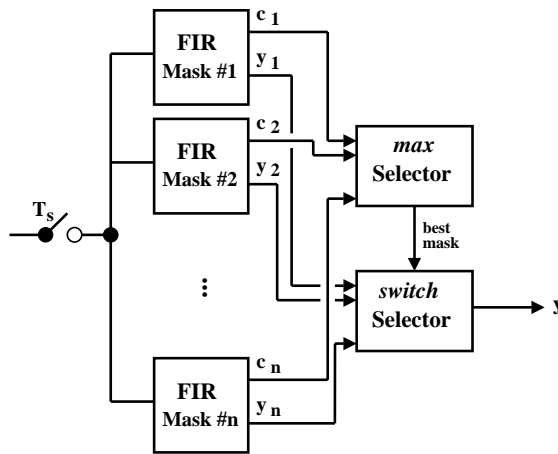 FIR
Mask #1
c 1
y 1
FIR
Mask #2
c 2
y 2
max
Selector
T s
best
mask
switch
Selector
y
...
FIR
Mask #n
c n
y n